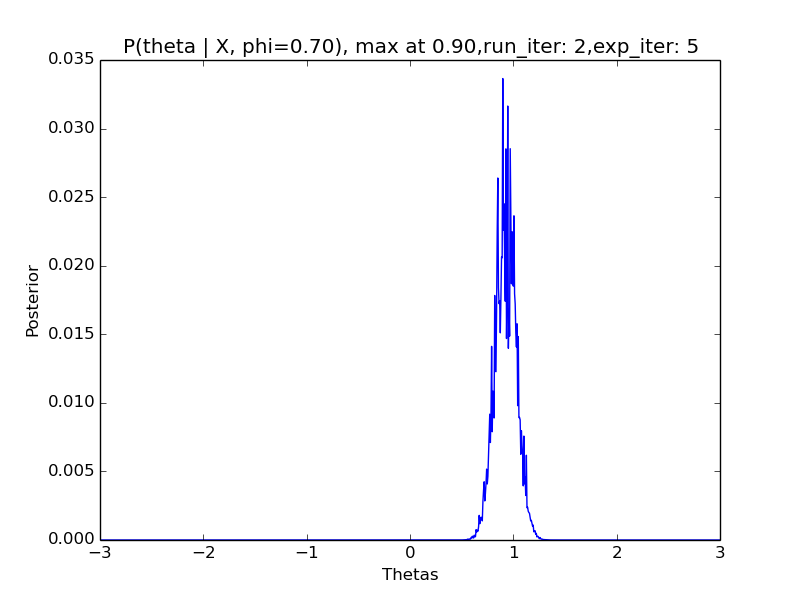 P(theta | X, phi=0.70), max at 0.90,run_iter: 2,exp_iter: 5
0.035
0.030
0.025
0.020
0.015
0.010
0.005
0.000
Posterior
−3 −2 −1 0 1 2 3
Thetas